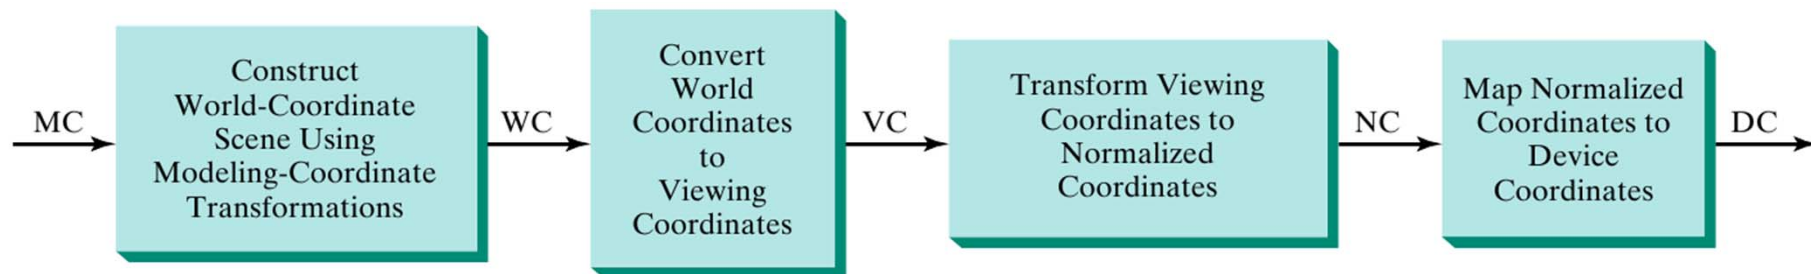 MC
Construct
World-Coordinate
Scene Using
Modeling-Coordinate
Transformations
WC
Convert
World
Coordinates
to
Viewing
Coordinates
VC
Transform Viewing
Coordinates to
Normalized
Coordinates
NC
Map Normalized
Coordinates to
Device
Coordinates
DC